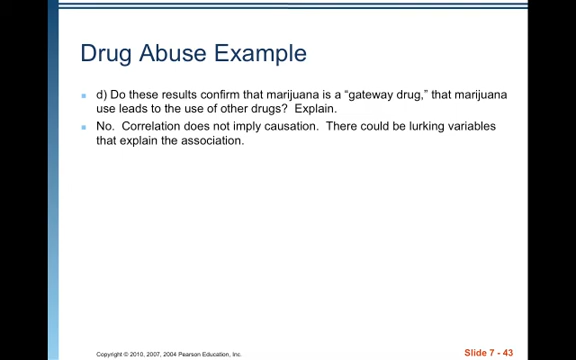 Drug Abuse Example
d) Do these results confirm that marijuana is a “gateway drug,” that marijuana
use leads to the use of other drugs? Explain.
No. Correlation does not imply causation. There could be lurking variables
that explain the association.
Copyright © 2010, 2007, 2004 Pearson Education, Inc.
Slide 7 - 43